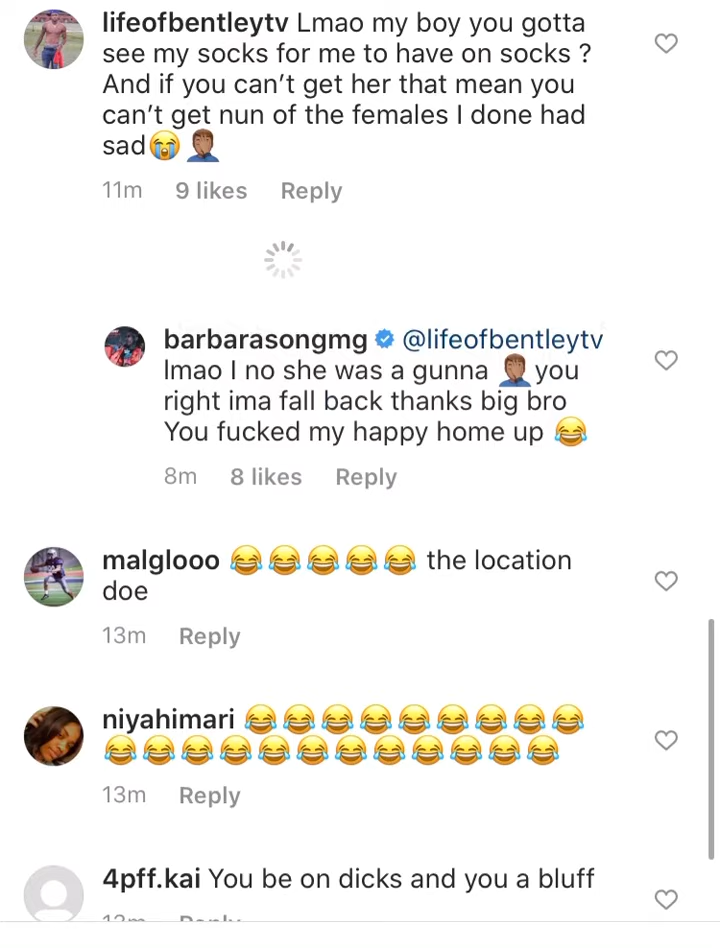 lifeofbentleytv Lmao my boy you gotta
see my socks for me to have on socks ?
And if you can’t get her that mean you
can’t get nun of the females I done had
sad😭🤦🏾‍♂️
11m 9 likes Reply
barbarasongmg @lifeofbentleytv
lmao I no she was a gunna 🤦🏾‍♂️ you
right ima fall back thanks big bro
You fucked my happy home up 😂
8m 8 likes Reply
malglooo 😂😂😂😂😂 the location
doe
13m Reply
niyahimari 😂😂😂😂😂😂😂😂😂
😂😂😂😂😂😂😂😂😂😂😂😂
13m Reply
4pff.kai You be on dicks and you a bluff